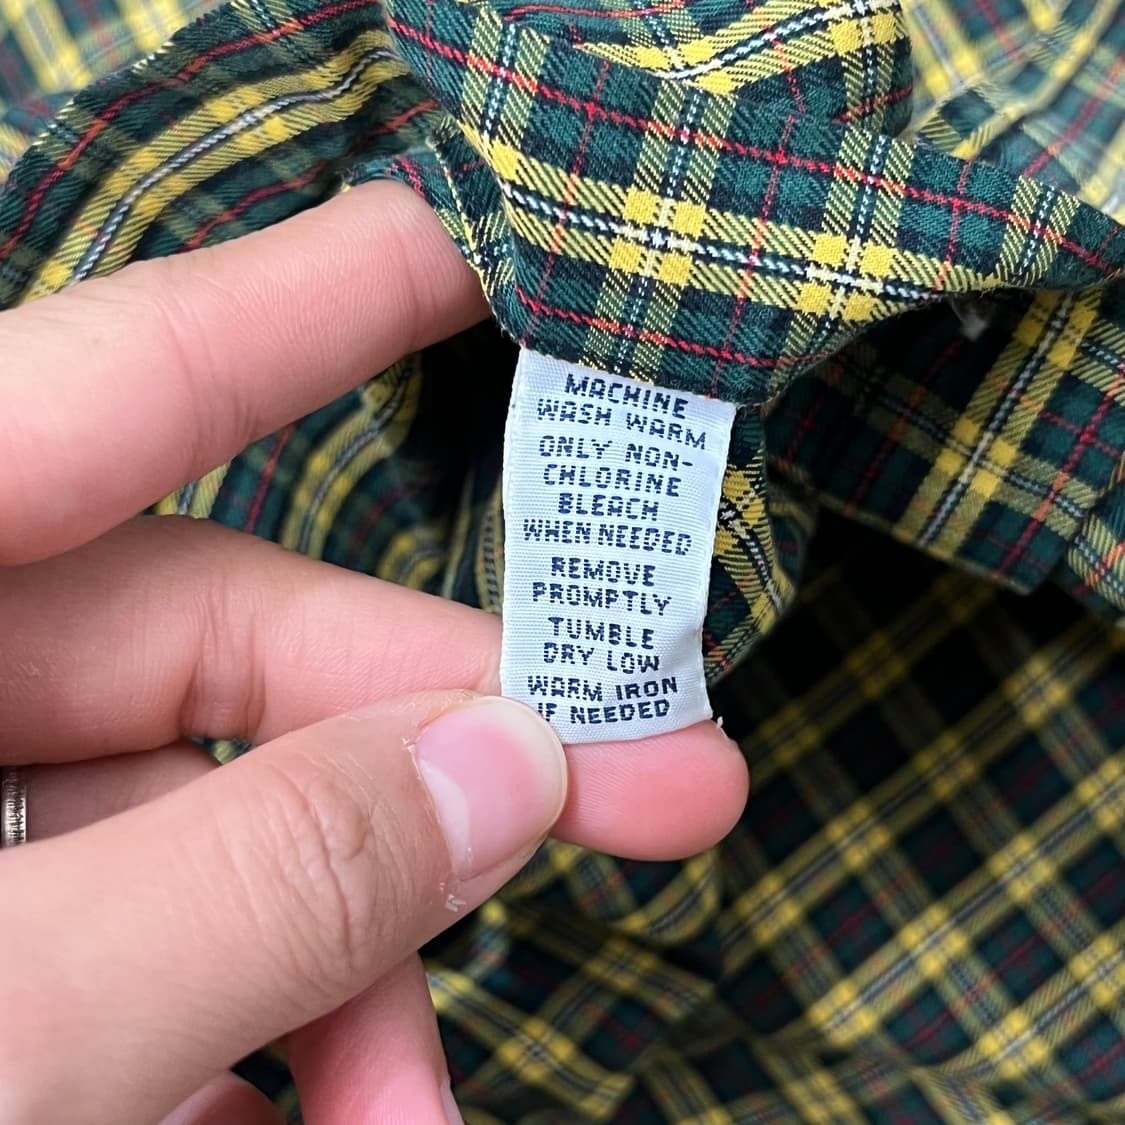 MACHINE
WASH WARM
ONLY NON-
CHLORINE
BLEACH
WHEN NEEDED
REMOVE
PROMPTLY
TUMBLE
DRY LOW
WARM IRON
IF NEEDED